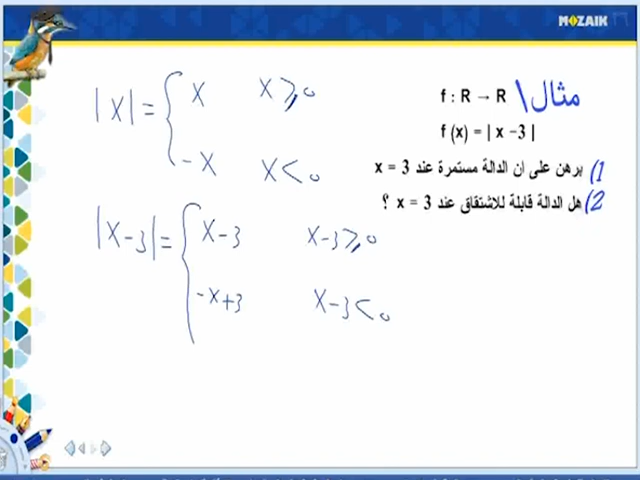 MOZAIK
مثال \
f : R → R
f (x) = | x -3 |
1) برهن على ان الدالة مستمرة عند x = 3
2) هل الدالة قابلة للاشتقاق عند x = 3 ؟
|x| = { x x ≥ 0
-x x < 0
|x-3| = { x-3 x-3 ≥ 0
-x+3 x-3 < 0